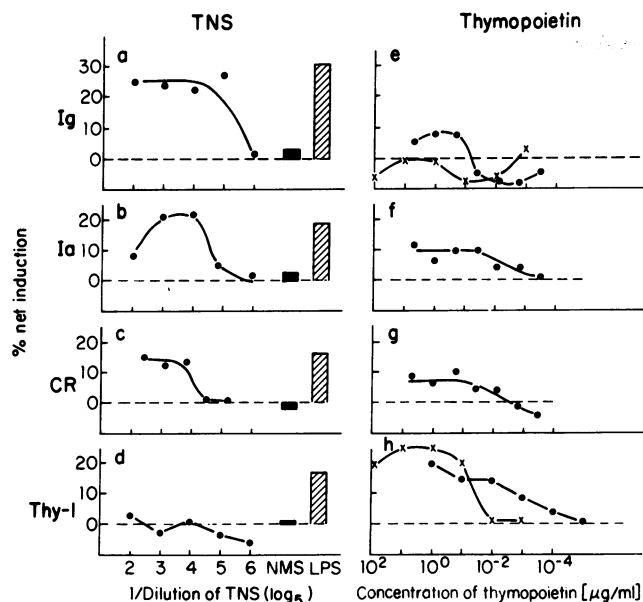 TNS
Thymopoietin
a
e
30
20
10
0
Ig
b
f
20
10
0
Ia
% net induction
c
g
20
10
0
CR
d
h
20
10
0
Thy-1
2 3 4 5 6 NMS LPS
1/Dilution of TNS (log₅)
10² 10⁰ 10⁻² 10⁻⁴
Concentration of thymopoietin [µg/ml]